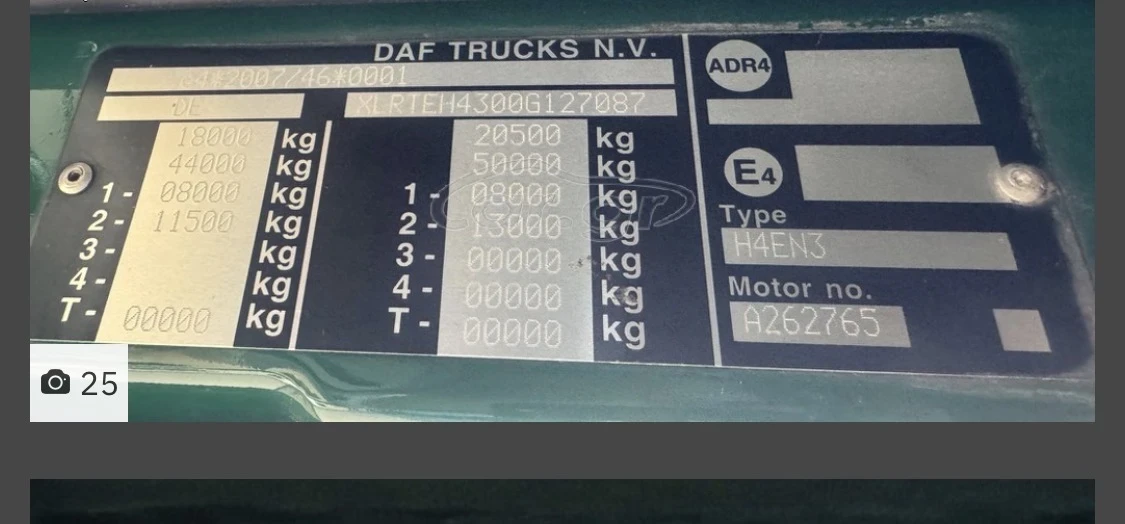 DAF TRUCKS N.V.
e4*2007/46*0001
DE XLRTEH4300G127087
18000 kg 20500 kg
44000 kg 50000 kg
1- 08000 kg 1- 08000 kg
2- 11500 kg 2- 13000 kg
3- kg 3- 00000 kg
4- kg 4- 00000 kg
T- 00000 kg T- 00000 kg
ADR4
E4
Type
H4EN3
Motor no.
A262765
25